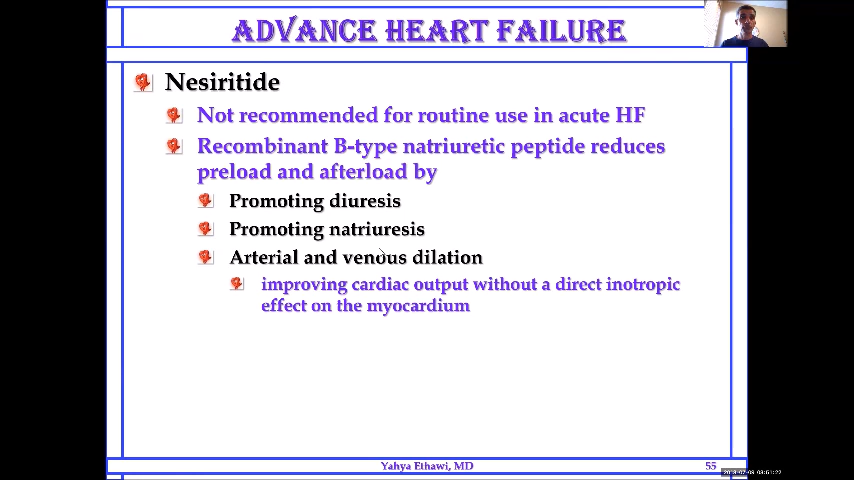 ADVANCE HEART FAILURE
Nesiritide
Not recommended for routine use in acute HF
Recombinant B-type natriuretic peptide reduces
preload and afterload by
Promoting diuresis
Promoting natriuresis
Arterial and venous dilation
improving cardiac output without a direct inotropic
effect on the myocardium
Yahya Ethawi, MD
55